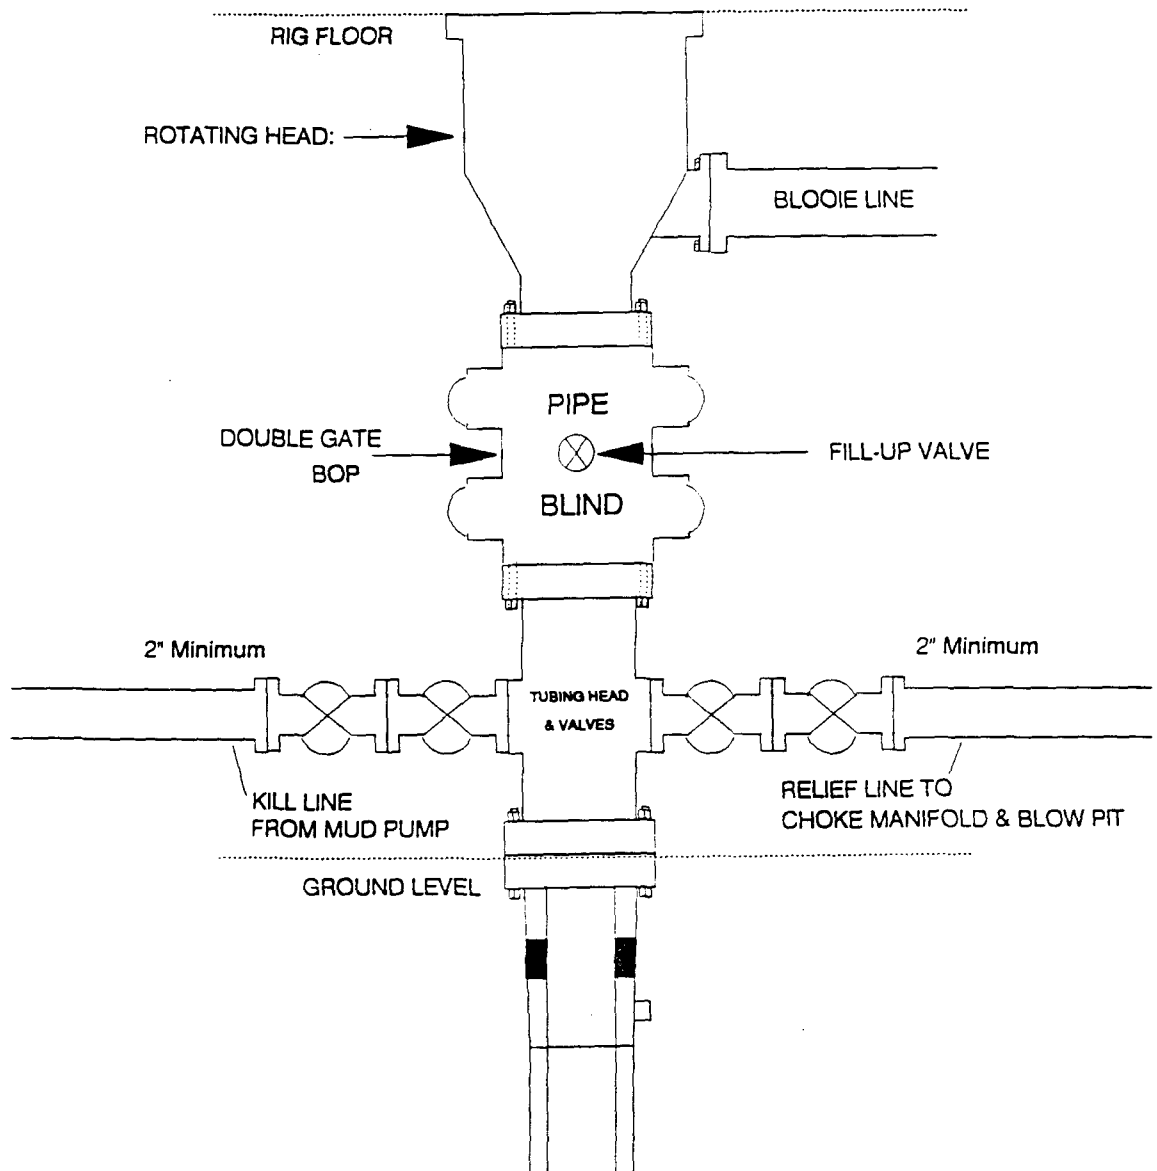 RIG FLOOR
ROTATING HEAD:
BLOOIE LINE
PIPE
DOUBLE GATE
BOP
FILL-UP VALVE
BLIND
2" Minimum
2" Minimum
TUBING HEAD
& VALVES
KILL LINE
FROM MUD PUMP
RELIEF LINE TO
CHOKE MANIFOLD & BLOW PIT
GROUND LEVEL